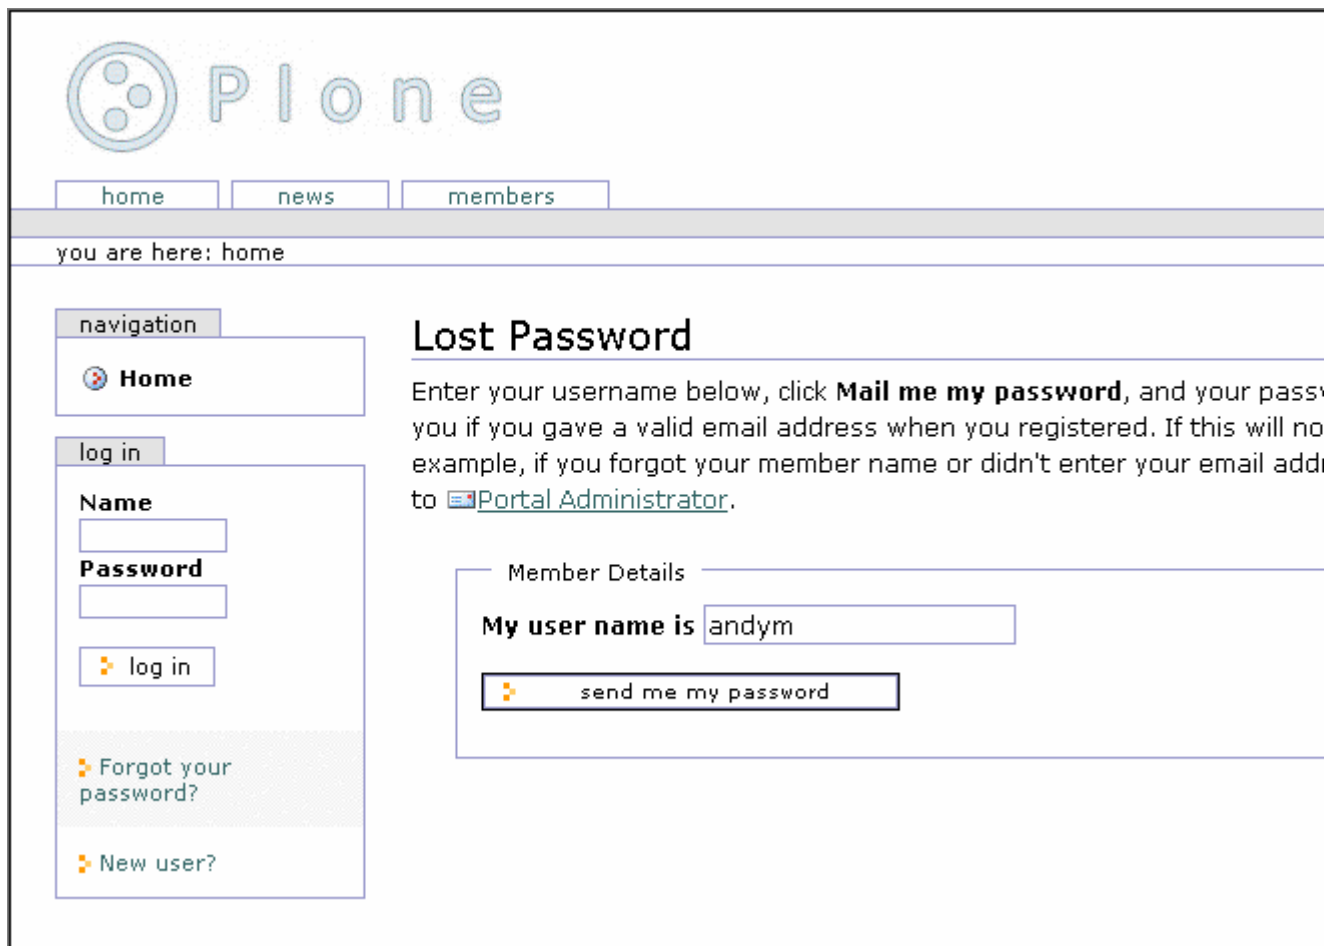 Plone
home news members
you are here: home
navigation
Home
log in
Name
Password
log in
Forgot your
password?
New user?
Lost Password
Enter your username below, click Mail me my password, and your
you if you gave a valid email address when you registered. If this will
example, if you forgot your member name or didn't enter your email
to Portal Administrator.
Member Details
My user name is andym
send me my password